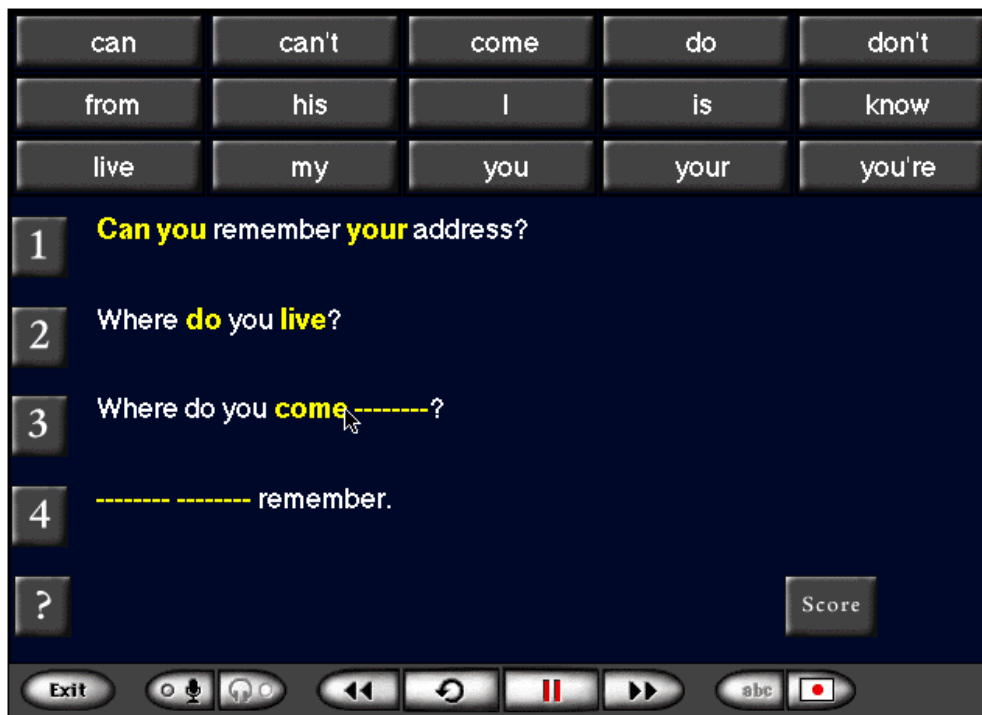 can can't come do don't
from his I is know
live my you your you're
1 Can you remember your address?
2 Where do you live?
3 Where do you come --------?
4 -------- -------- remember.
? Score
Exit abc